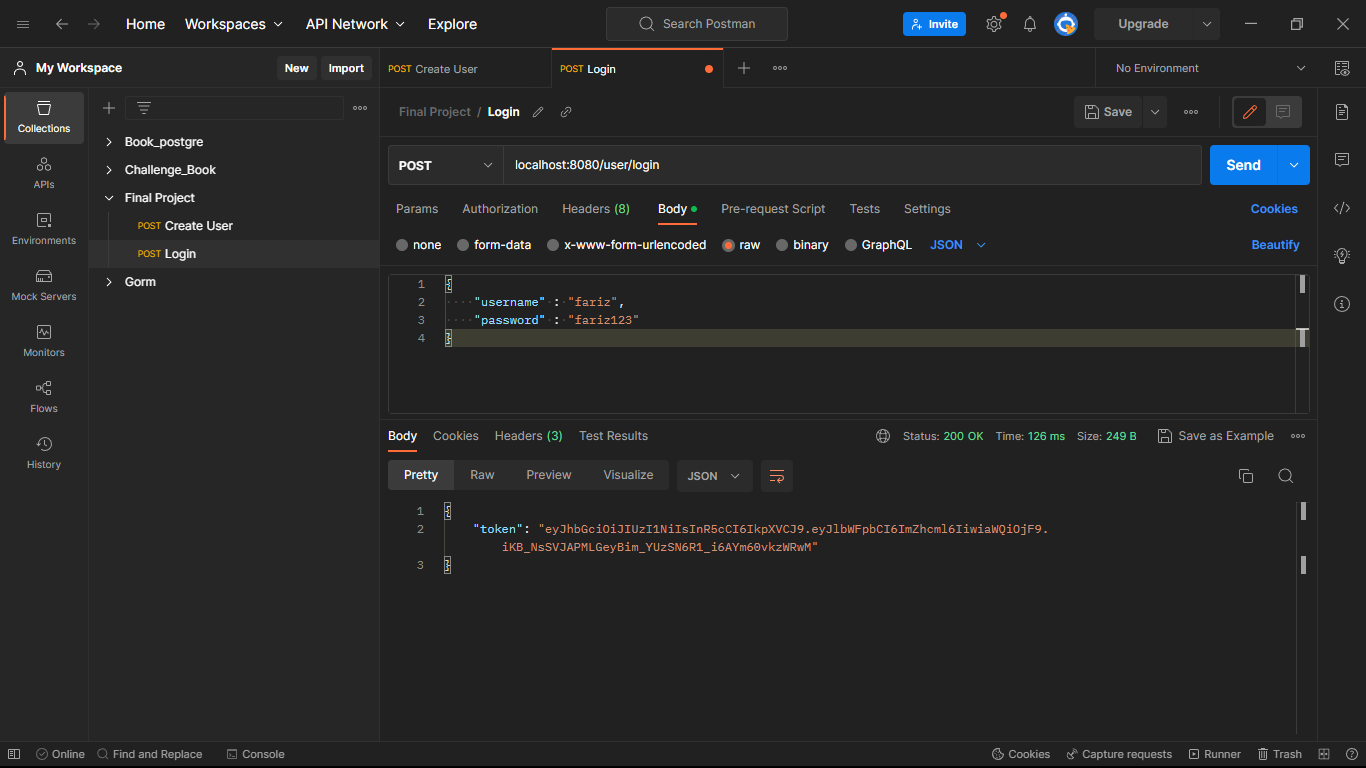 Home Workspaces API Network Explore Search Postman Invite Upgrade
My Workspace New Import POST Create User POST Login No Environment
Collections
APIs
Environments
Mock Servers
Monitors
Flows
History
Book_postgre
Challenge_Book
Final Project
POST Create User
POST Login
Gorm
Final Project / Login Save
POST localhost:8080/user/login Send
Params Authorization Headers (8) Body Pre-request Script Tests Settings Cookies
none form-data x-www-form-urlencoded raw binary GraphQL JSON Beautify
1 {
2 "username" : "fariz",
3 "password" : "fariz123"
4 }
Body Cookies Headers (3) Test Results Status: 200 OK Time: 126 ms Size: 249 B Save as Example
Pretty Raw Preview Visualize JSON
1 {
2 "token": "eyJhbGciOiJIUzI1NiIsInR5cCI6IkpXVCJ9.eyJlbWFpbCI6ImZhcml6IiwiaWQiOjF9.
iKB_NsSVJAPMLGeyBim_YUzSN6R1_i6AYm60vkzWRwM"
3 }
Online Find and Replace Console Cookies Capture requests Runner Trash